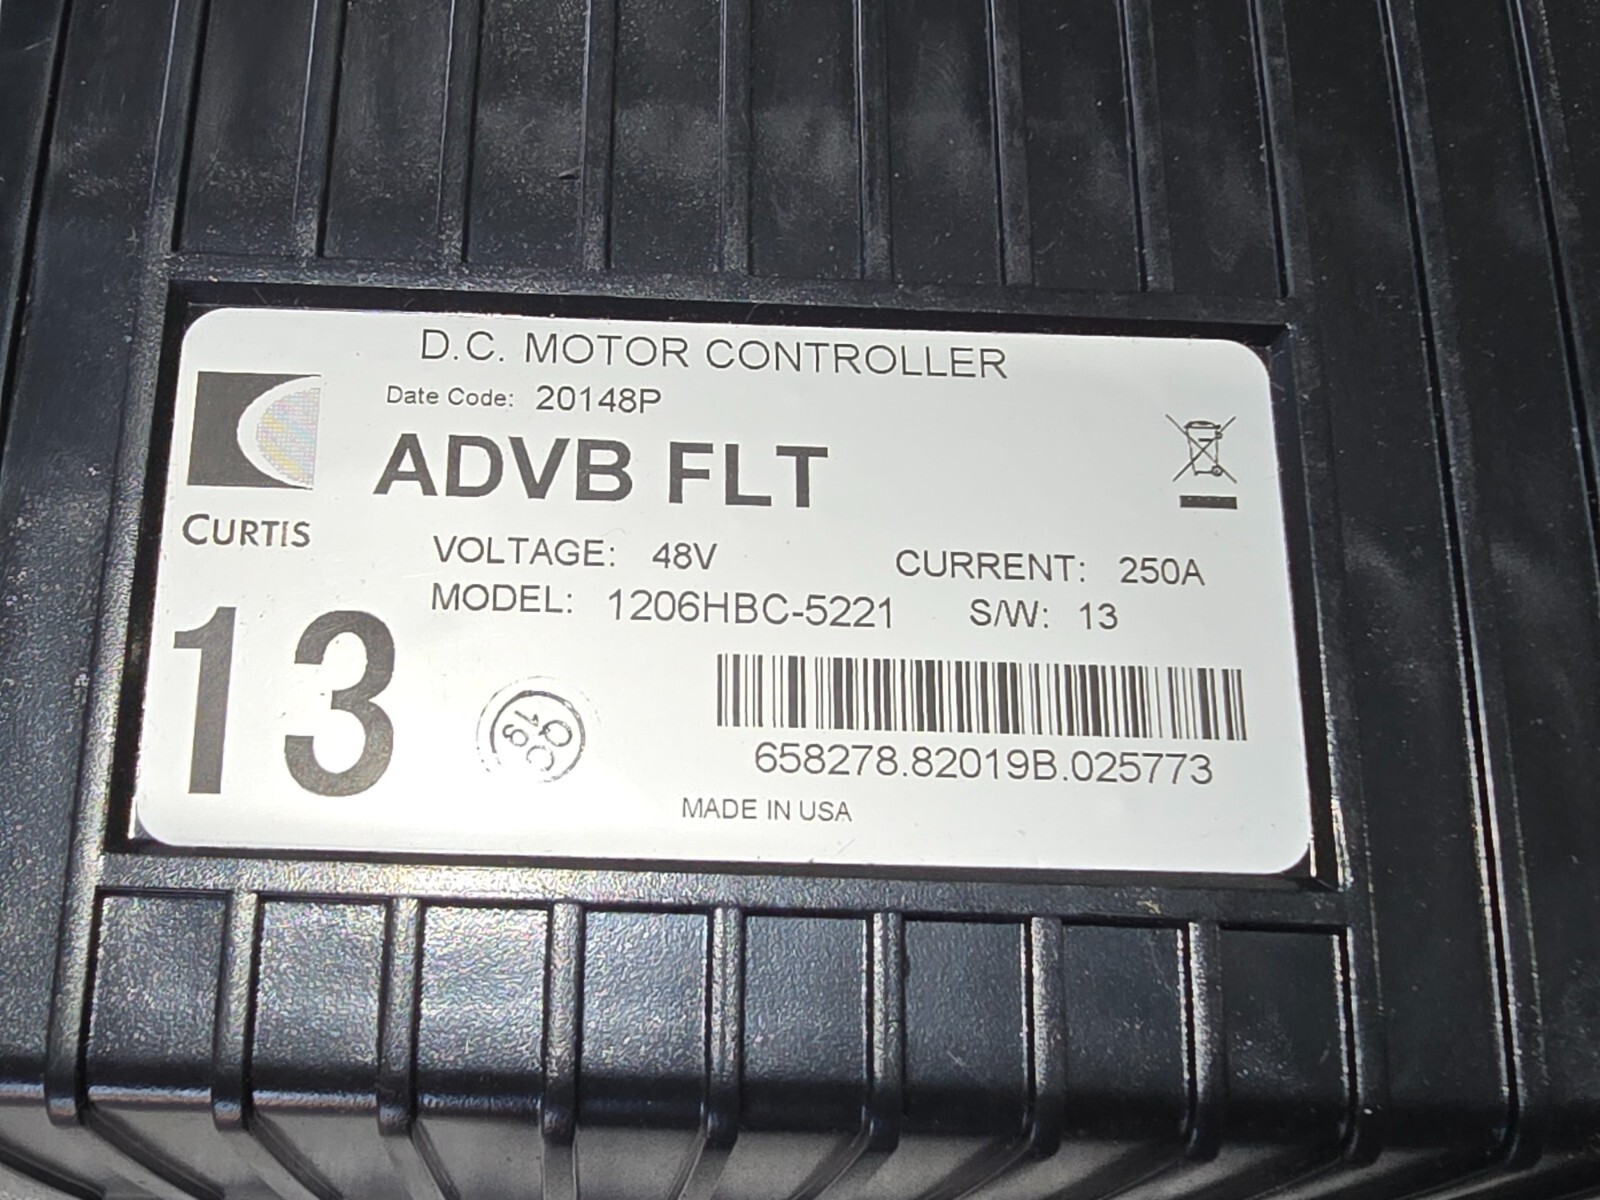 D.C. MOTOR CONTROLLER
Date Code: 20148P
ADVB FLT
CURTIS
VOLTAGE: 48V CURRENT: 250A
MODEL: 1206HBC-5221 S/W: 13
13
658278.82019B.025773
MADE IN USA